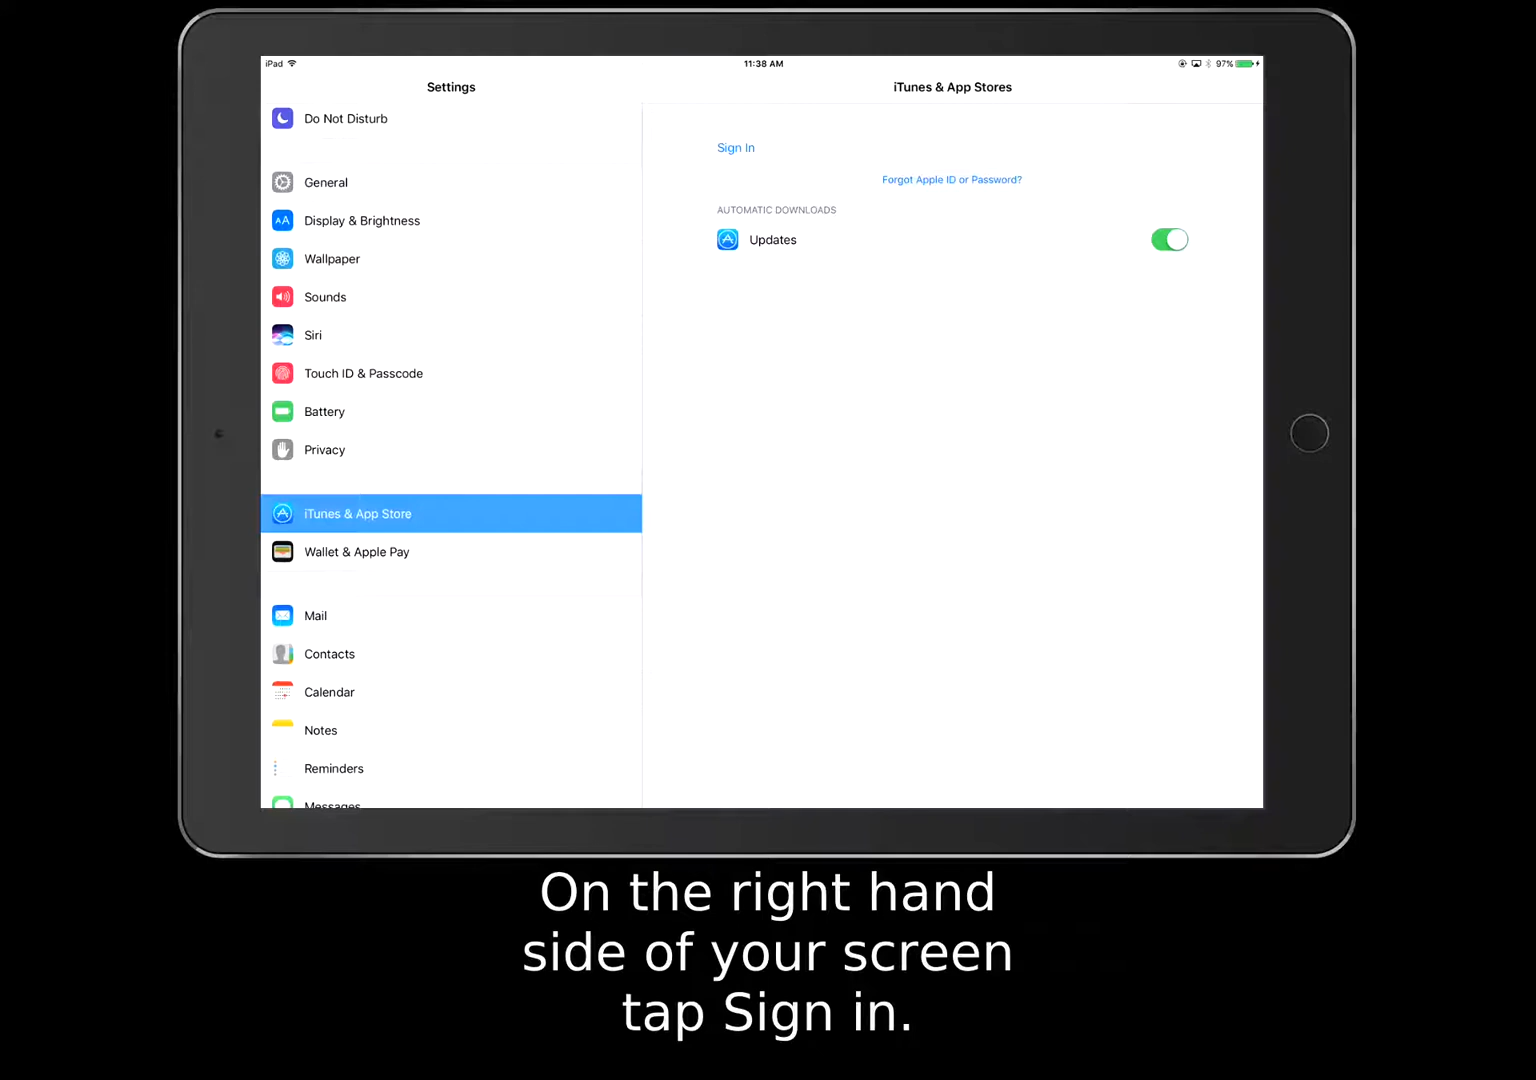 iPad
11:38 AM
97%
Settings
iTunes & App Stores
Do Not Disturb
General
Display & Brightness
Wallpaper
Sounds
Siri
Touch ID & Passcode
Battery
Privacy
iTunes & App Store
Wallet & Apple Pay
Mail
Contacts
Calendar
Notes
Reminders
Messages
Sign In
Forgot Apple ID or Password?
AUTOMATIC DOWNLOADS
Updates
On the right hand
side of your screen
tap Sign in.